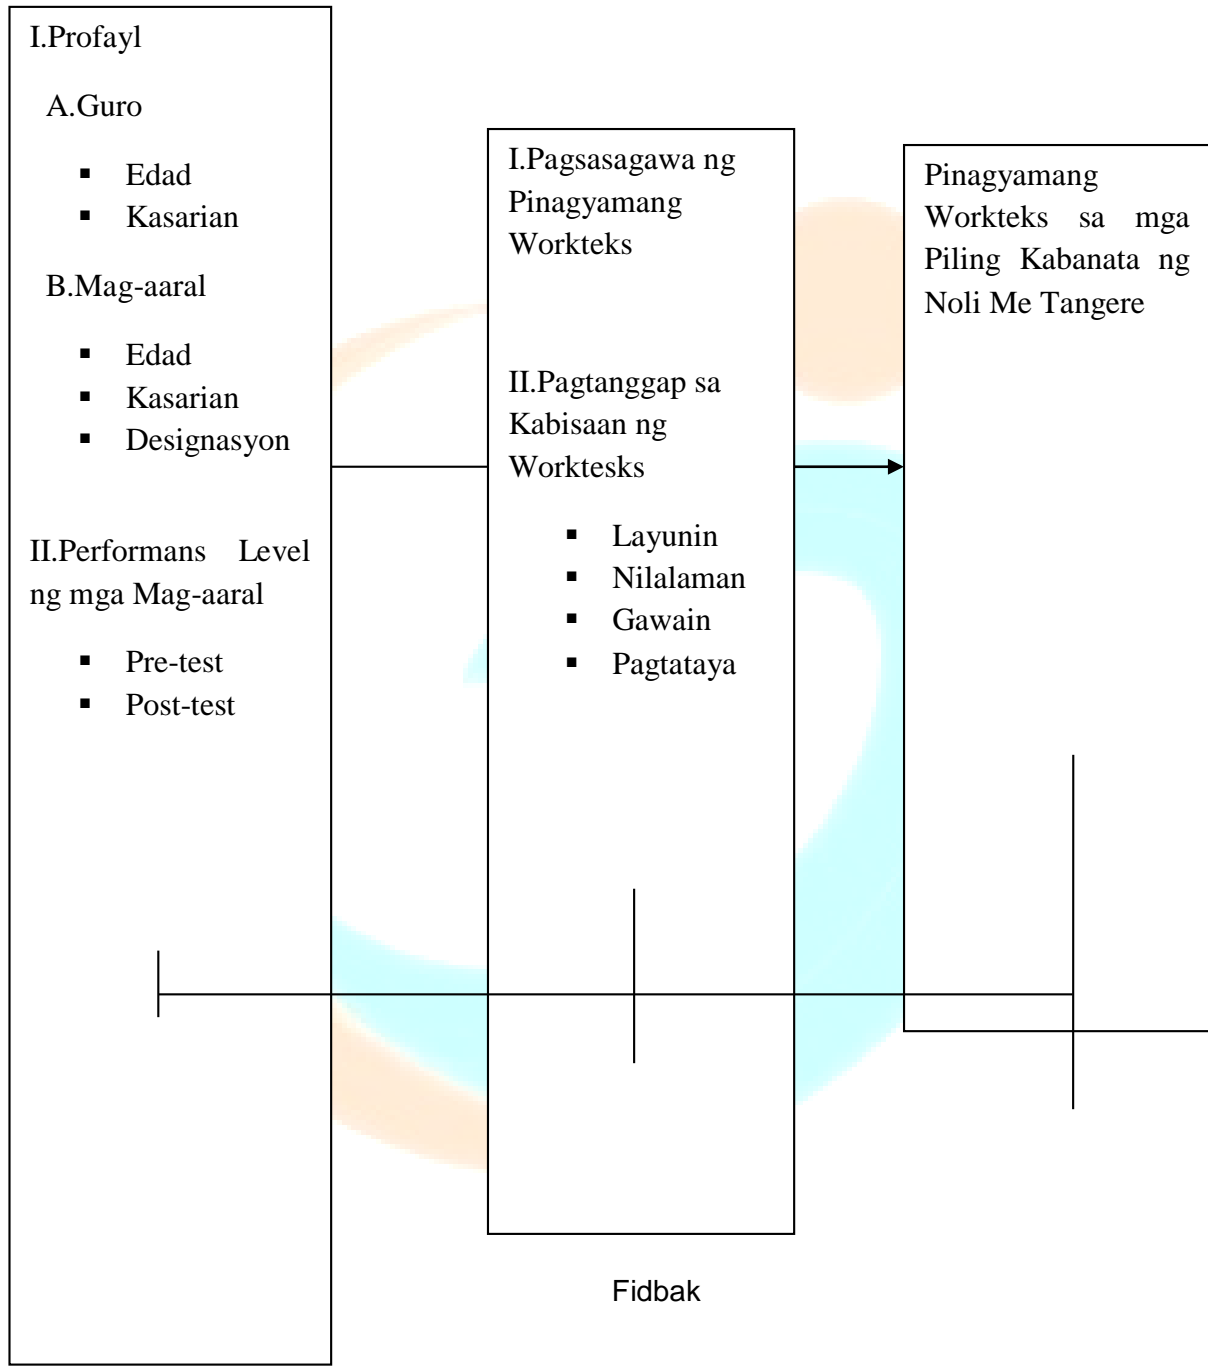 I.Profayl
A.Guro
▪ Edad
▪ Kasarian
B.Mag-aaral
▪ Edad
▪ Kasarian
▪ Designasyon
II.Performans Level
ng mga Mag-aaral
▪ Pre-test
▪ Post-test
I.Pagsasagawa ng
Pinagyamang
Workteks
II.Pagtanggap sa
Kabisaan ng
Worktesks
▪ Layunin
▪ Nilalaman
▪ Gawain
▪ Pagtataya
Pinagyamang
Workteks sa mga
Piling Kabanata ng
Noli Me Tangere
Fidbak